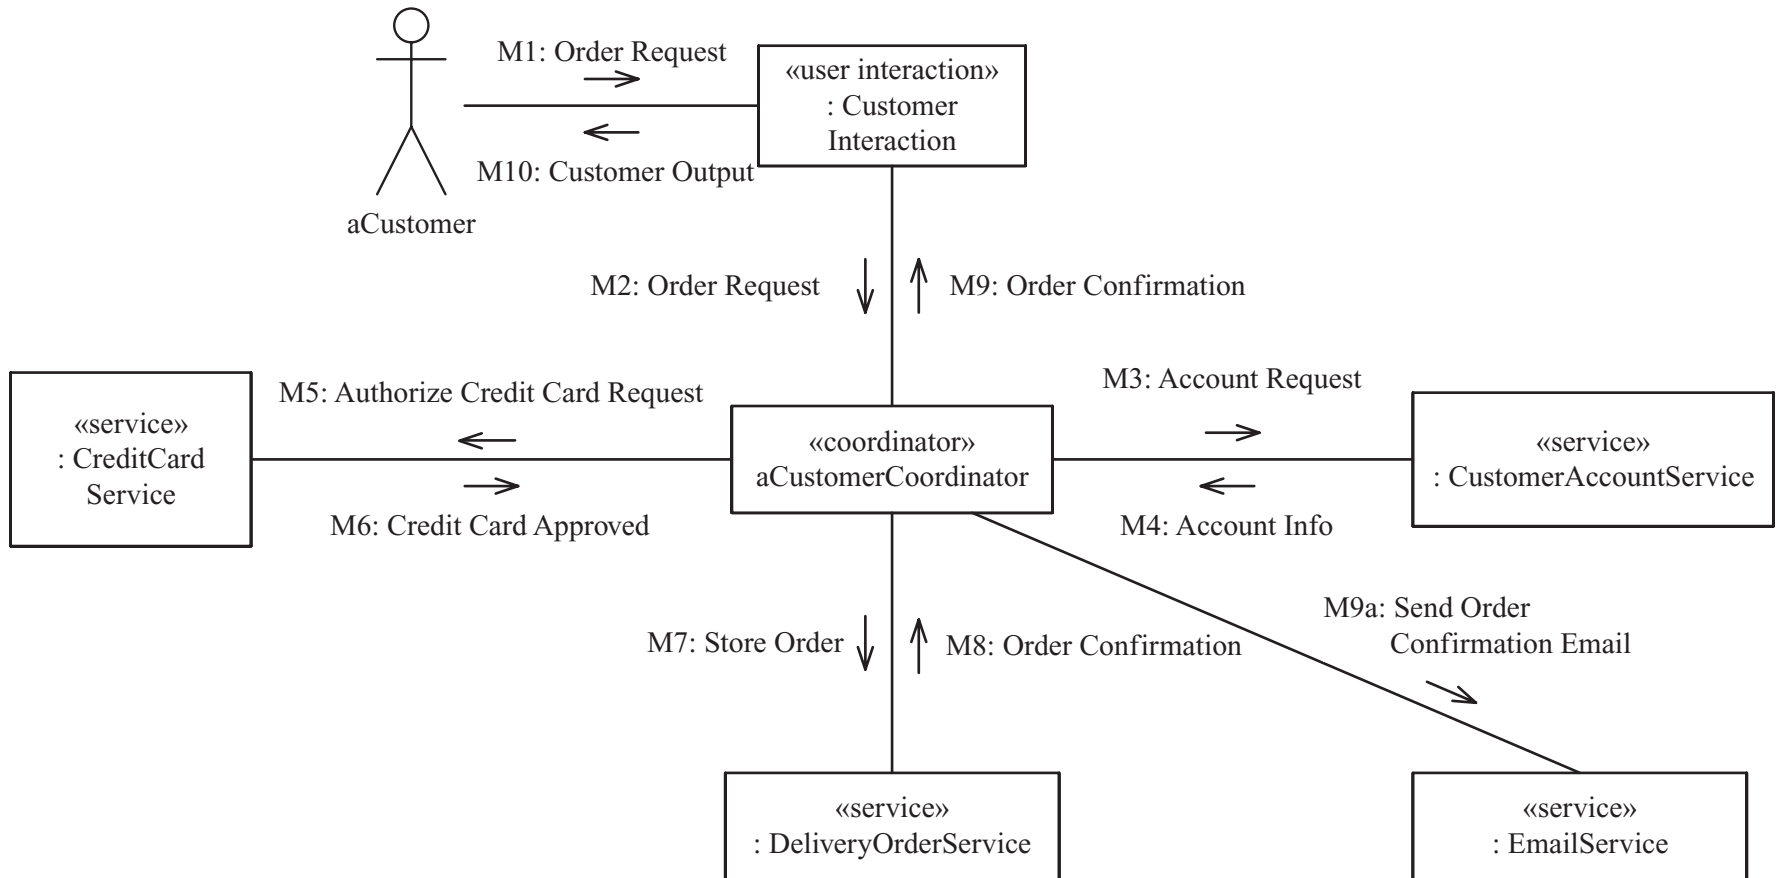 M1: Order Request
M10: Customer Output
aCustomer
«user interaction»
: Customer
Interaction
M2: Order Request
M9: Order Confirmation
«service»
: CreditCard
Service
M5: Authorize Credit Card Request
M6: Credit Card Approved
«coordinator»
aCustomerCoordinator
M3: Account Request
M4: Account Info
«service»
: CustomerAccountService
M7: Store Order
M8: Order Confirmation
M9a: Send Order
Confirmation Email
«service»
: DeliveryOrderService
«service»
: EmailService